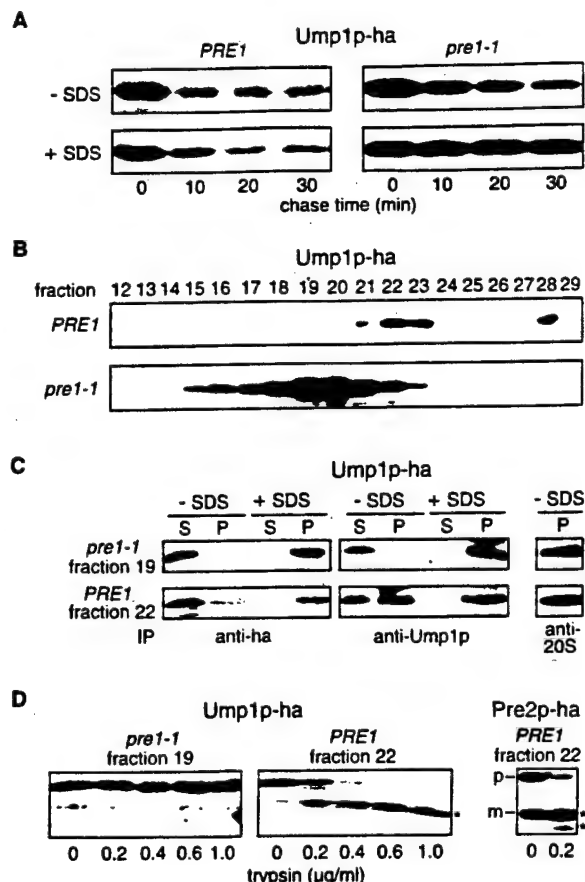 A
Ump1p-ha
PRE1 pre1-1
- SDS
+ SDS
0 10 20 30 0 10 20 30
chase time (min)
B
Ump1p-ha
fraction 12 13 14 15 16 17 18 19 20 21 22 23 24 25 26 27 28 29
PRE1
pre1-1
C
Ump1p-ha
- SDS + SDS - SDS + SDS - SDS
S P S P S P S P P
pre1-1
fraction 19
PRE1
fraction 22
IP anti-ha anti-Ump1p anti-
20S
D
Ump1p-ha Pre2p-ha
pre1-1 PRE1 PRE1
fraction 19 fraction 22 fraction 22
p
m
0 0.2 0.4 0.6 1.0 0 0.2 0.4 0.6 1.0 0 0.2
trypsin (µg/ml)